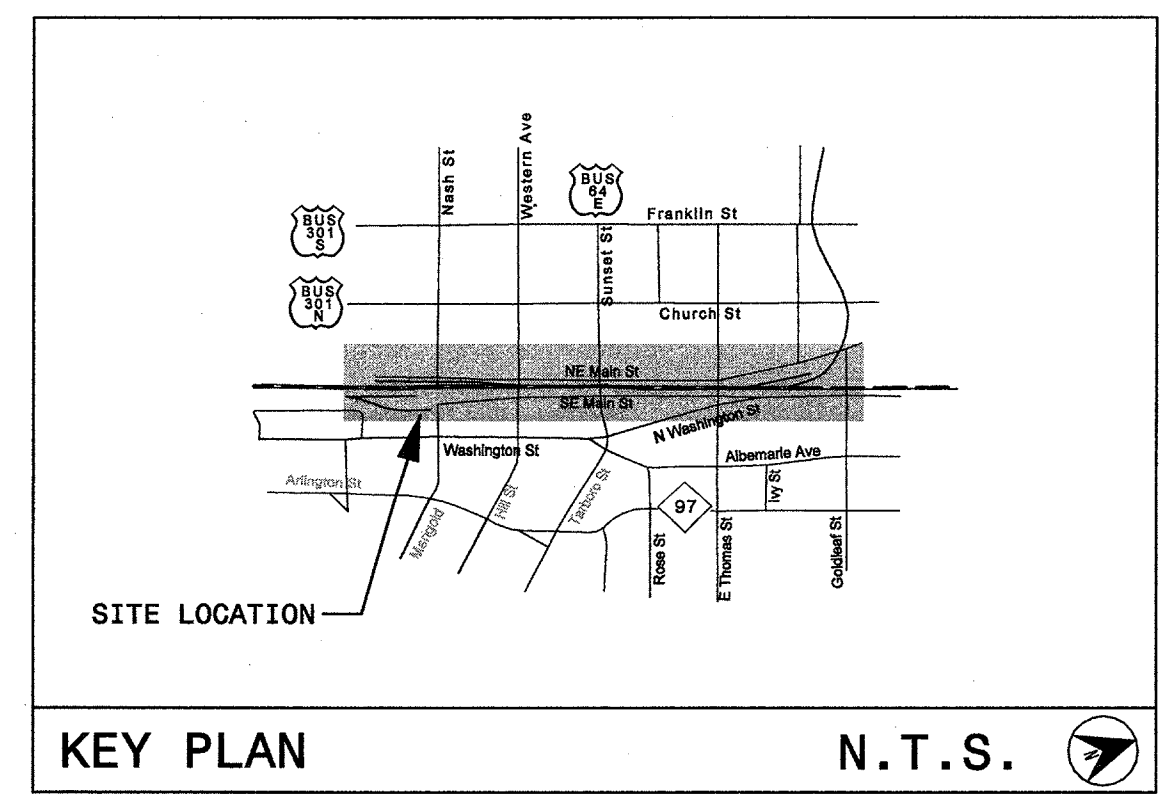 Nash St
Western Ave
BUS
64
E
BUS
301
S
Franklin St
Sunset St
BUS
301
N
Church St
NE Main St
SE Main St
N Washington St
Washington St
Albemarle Ave
Arlington St
Ivy St
Hill St
Tarboro St
97
Marigold
Rose St
E Thomas St
Goldleaf St
SITE LOCATION
KEY PLAN
N.T.S.
N